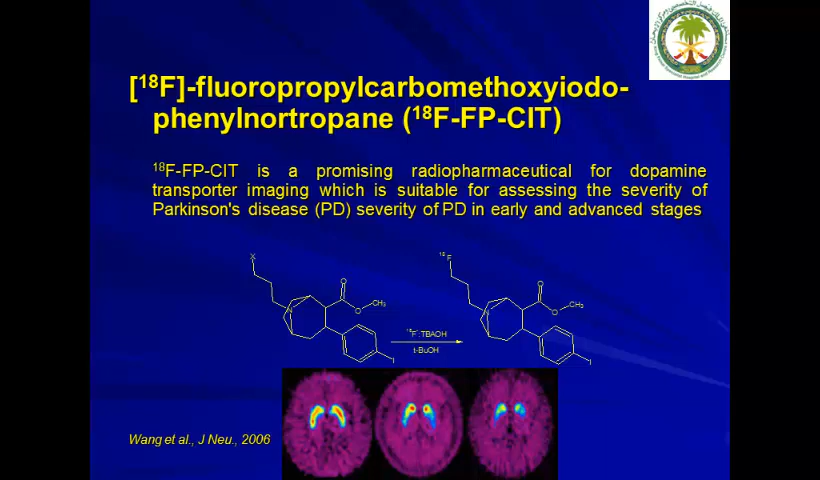 [¹⁸F]-fluoropropylcarbomethoxyiodo-
phenylnortropane (¹⁸F-FP-CIT)
¹⁸F-FP-CIT is a promising radiopharmaceutical for dopamine
transporter imaging which is suitable for assessing the severity of
Parkinson's disease (PD) severity of PD in early and advanced stages
X
O
O
CH₃
N
I
¹⁸F⁻:TBAOH
t-BuOH
¹⁸F
O
O
CH₃
N
I
Wang et al., J Neu., 2006